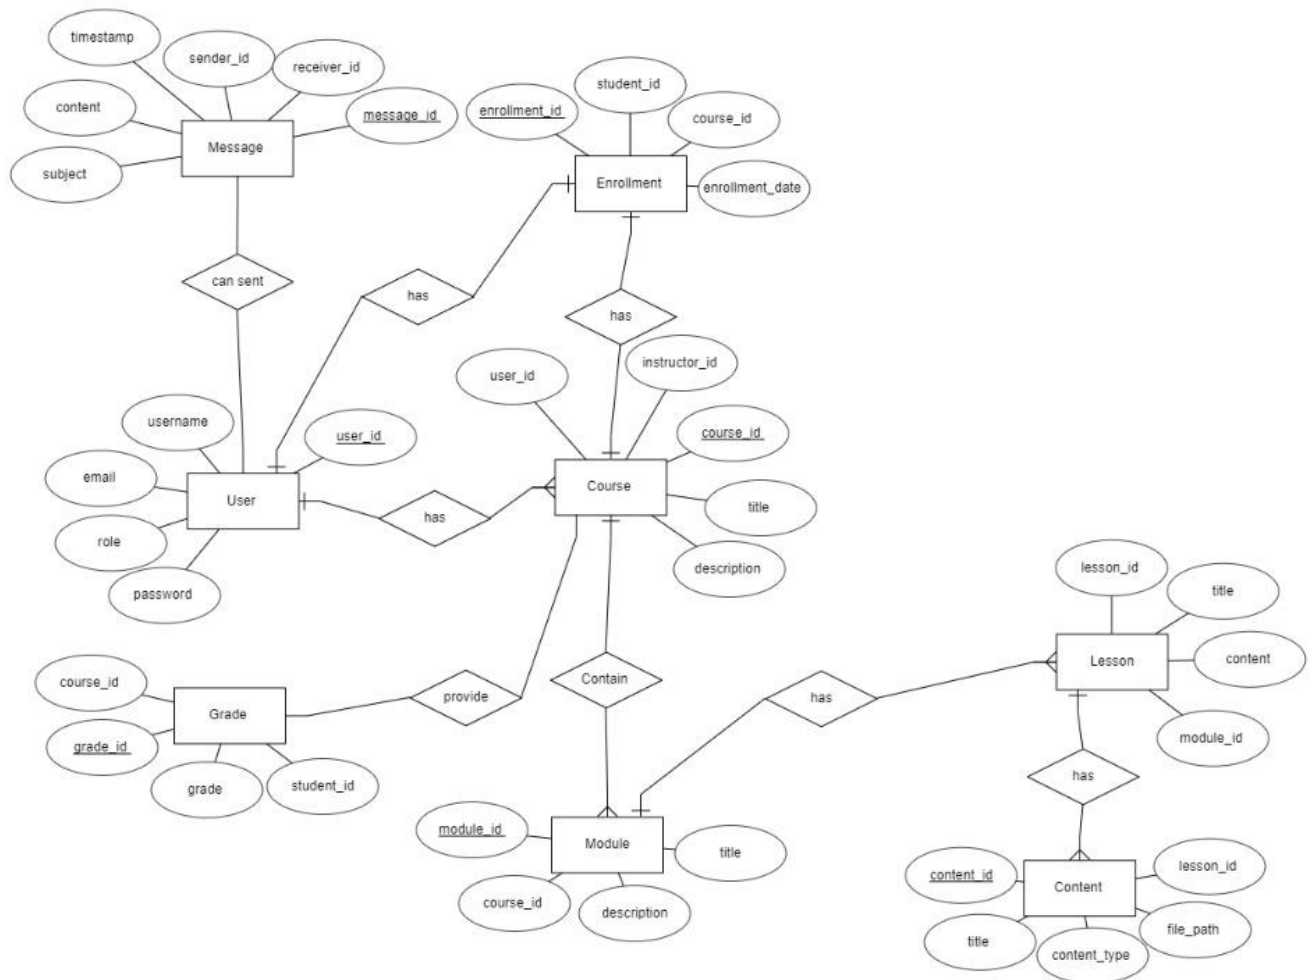 timestamp
sender_id
receiver_id
content
message_id
subject
Message
student_id
enrollment_id
course_id
Enrollment
enrollment_date
can sent
has
has
user_id
instructor_id
username
user_id
course_id
email
User
has
Course
title
role
description
password
lesson_id
title
course_id
Grade
provide
Contain
has
Lesson
content
grade_id
grade
student_id
module_id
has
module_id
Module
title
course_id
description
content_id
Content
lesson_id
title
content_type
file_path